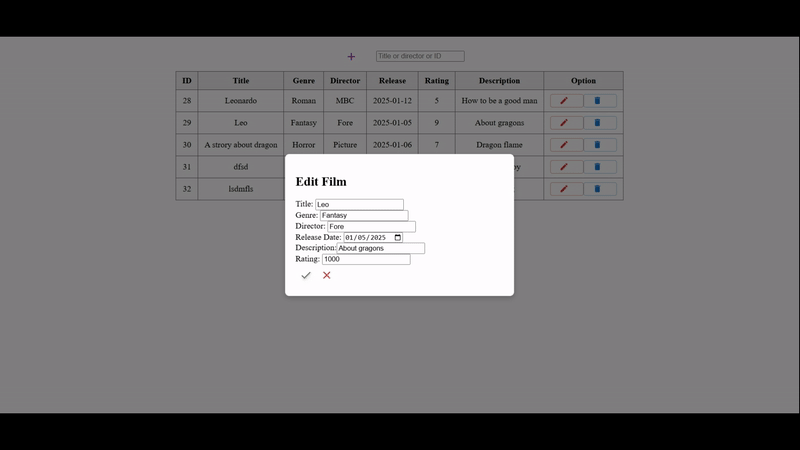 + Title or director or ID
ID Title Genre Director Release Rating Description Option
28 Leonardo Roman MBC 2025-01-12 5 How to be a good man
29 Leo Fantasy Fore 2025-01-05 9 About gragons
30 A strory about dragon Horror Picture 2025-01-06 7 Dragon flame
31 dfsd
32 lsdmfls
Edit Film
Title: Leo
Genre: Fantasy
Director: Fore
Release Date: 01/05/2025
Description: About gragons
Rating: 1000